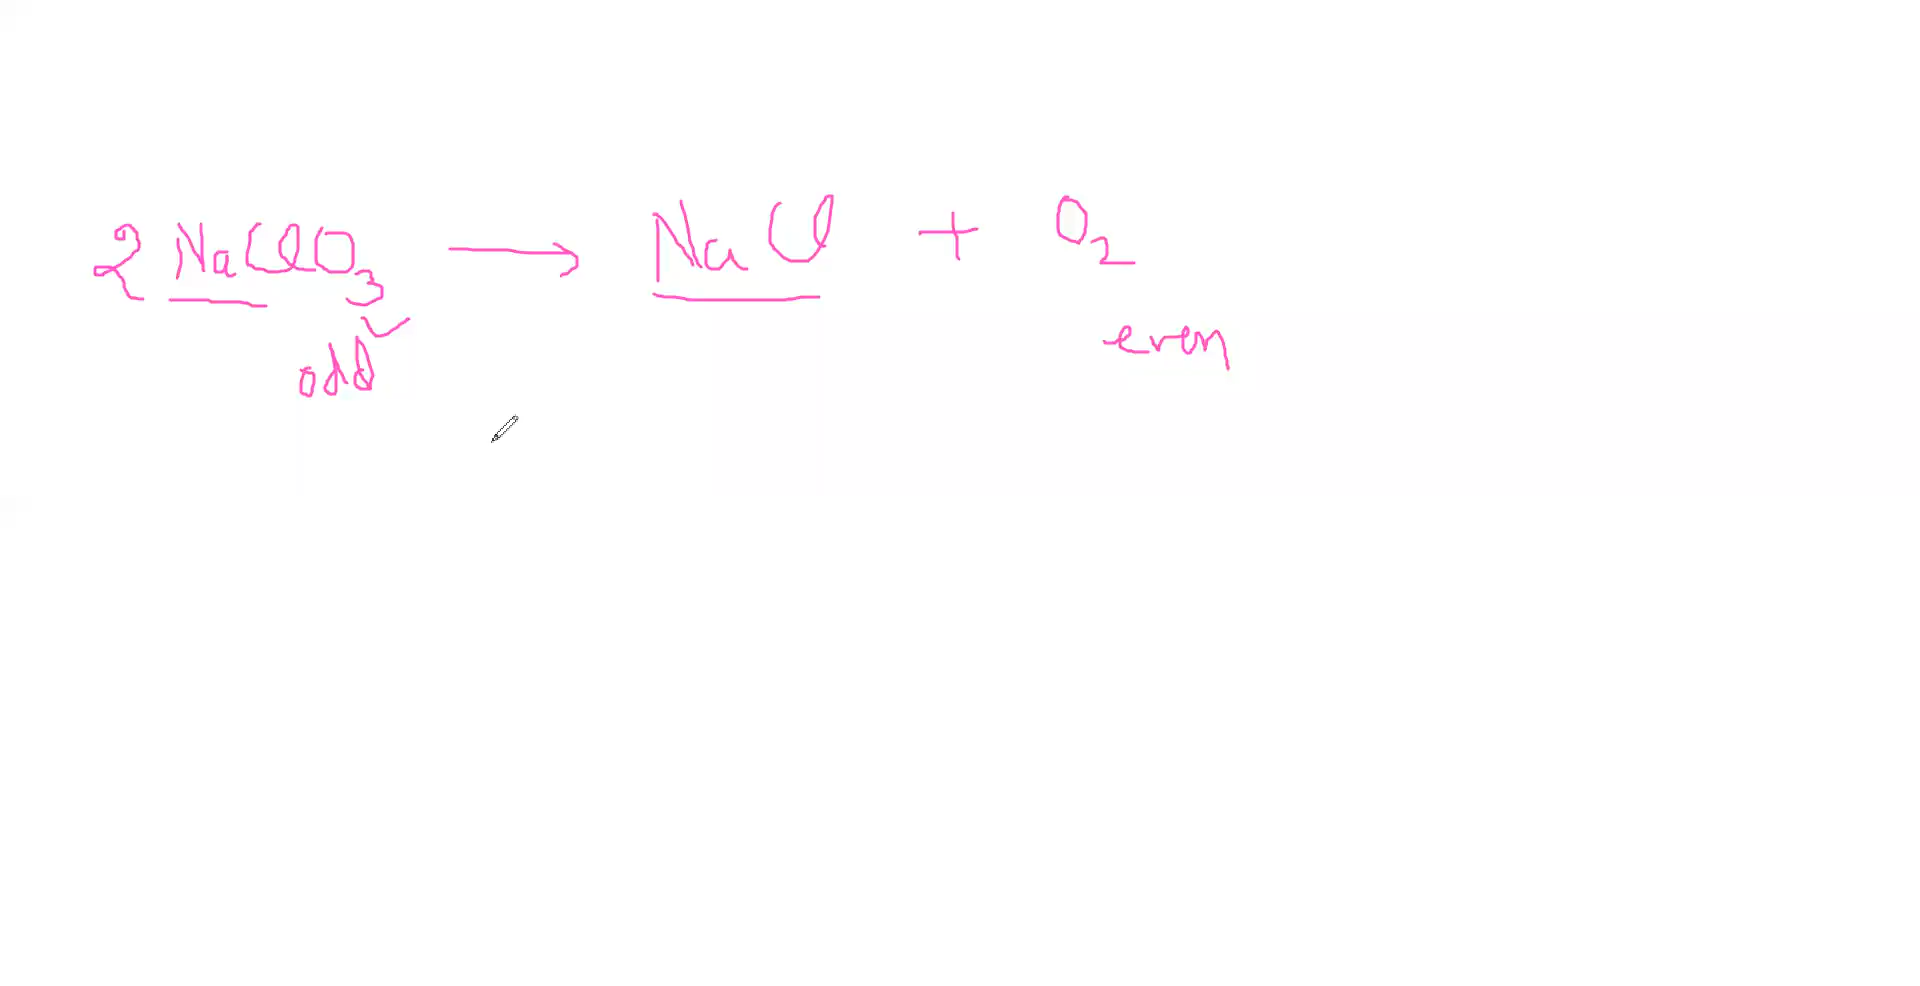 2 NaClO₃ → NaCl + O₂
odd even